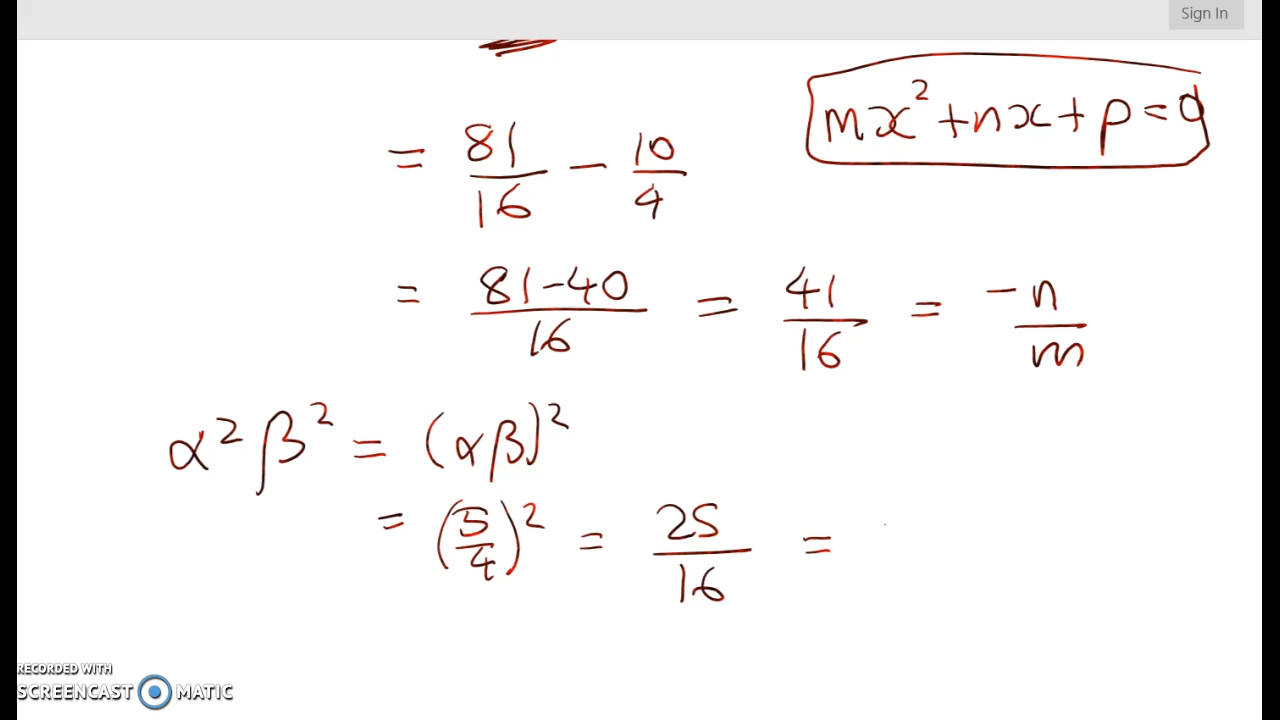 Sign In
mx² + nx + p = 0
= 81/16 − 10/4
= (81−40)/16 = 41/16 = −n/m
α²β² = (αβ)²
= (5/4)² = 25/16 =
RECORDED WITH
SCREENCAST MATIC